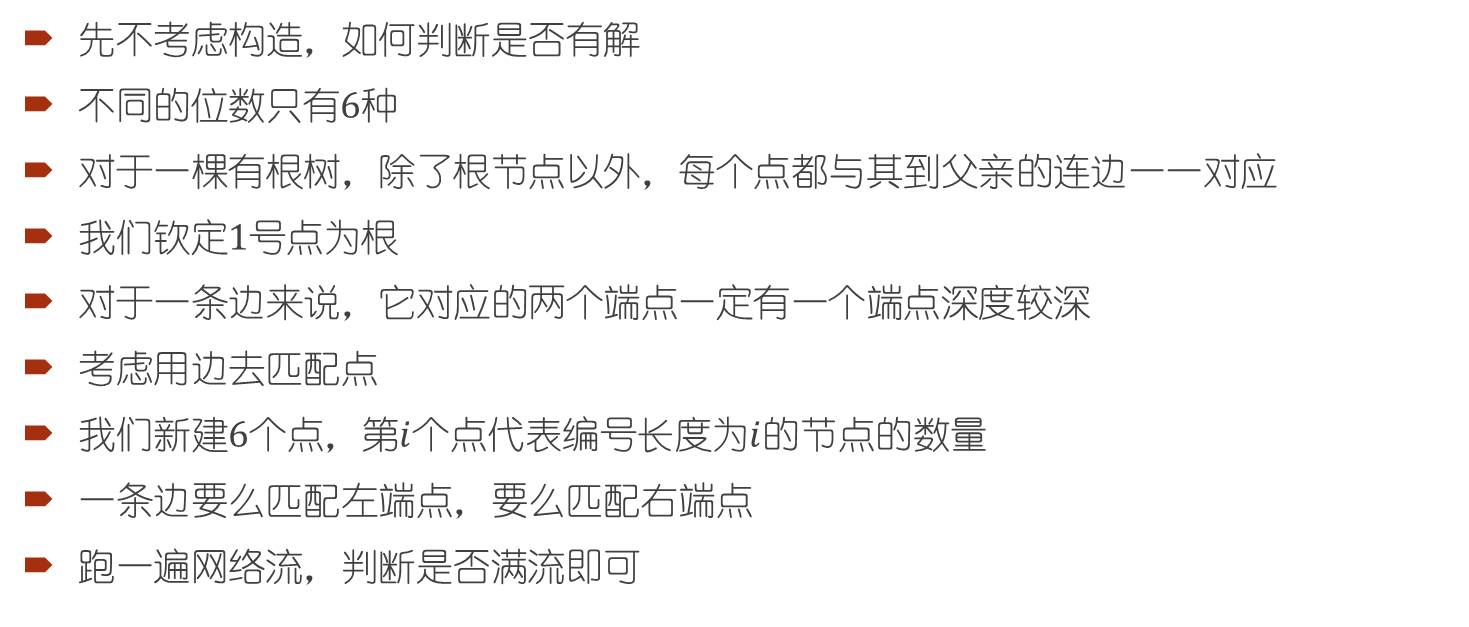 先不考虑构造，如何判断是否有解
不同的位数只有6种
对于一棵有根树，除了根节点以外，每个点都与其到父亲的连边一一对应
我们钦定1号点为根
对于一条边来说，它对应的两个端点一定有一个端点深度较深
考虑用边去匹配点
我们新建6个点，第i个点代表编号长度为i的节点的数量
一条边要么匹配左端点，要么匹配右端点
跑一遍网络流，判断是否满流即可